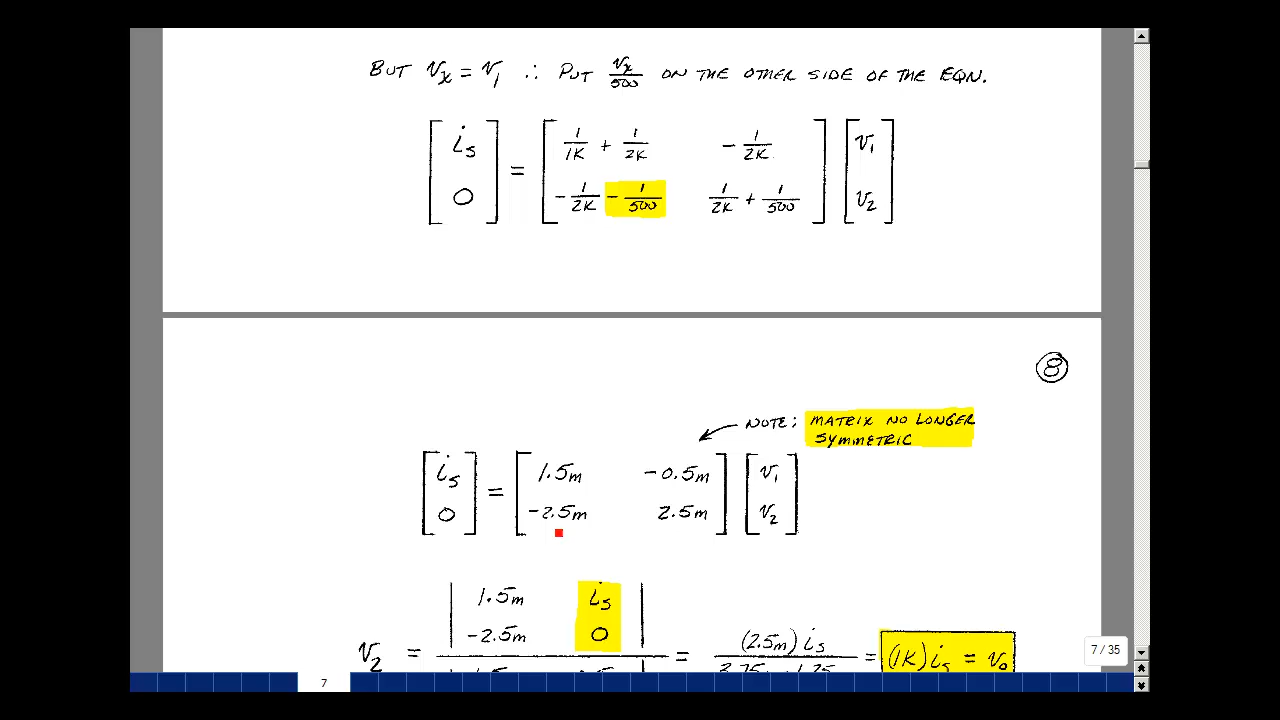 BUT Vx = V1 ∴ PUT Vx/500 ON THE OTHER SIDE OF THE EQN.
[is; 0] = [1/1K + 1/2K, -1/2K; -1/2K - 1/500, 1/2K + 1/500] [V1; V2]
8
NOTE: MATRIX NO LONGER
SYMMETRIC
[is; 0] = [1.5m, -0.5m; -2.5m, 2.5m] [V1; V2]
V2 = |1.5m, is; -2.5m, 0| = (2.5m) is = (1K) is = Vo
7 / 35
7